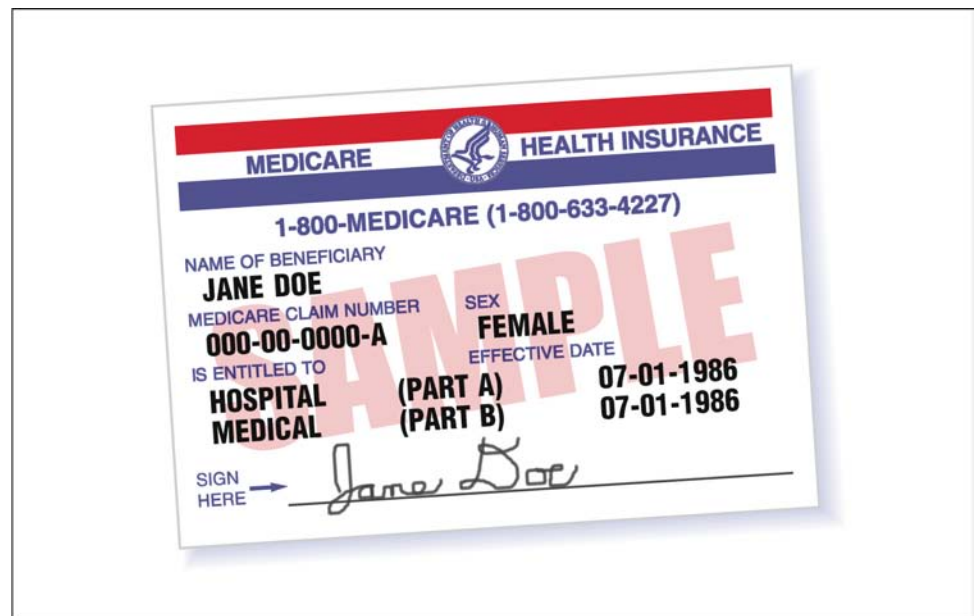 MEDICARE HEALTH INSURANCE
1-800-MEDICARE (1-800-633-4227)
NAME OF BENEFICIARY
JANE DOE
MEDICARE CLAIM NUMBER SEX
000-00-0000-A FEMALE
IS ENTITLED TO EFFECTIVE DATE
HOSPITAL (PART A) 07-01-1986
MEDICAL (PART B) 07-01-1986
SAMPLE
SIGN
HERE
Jane Doe